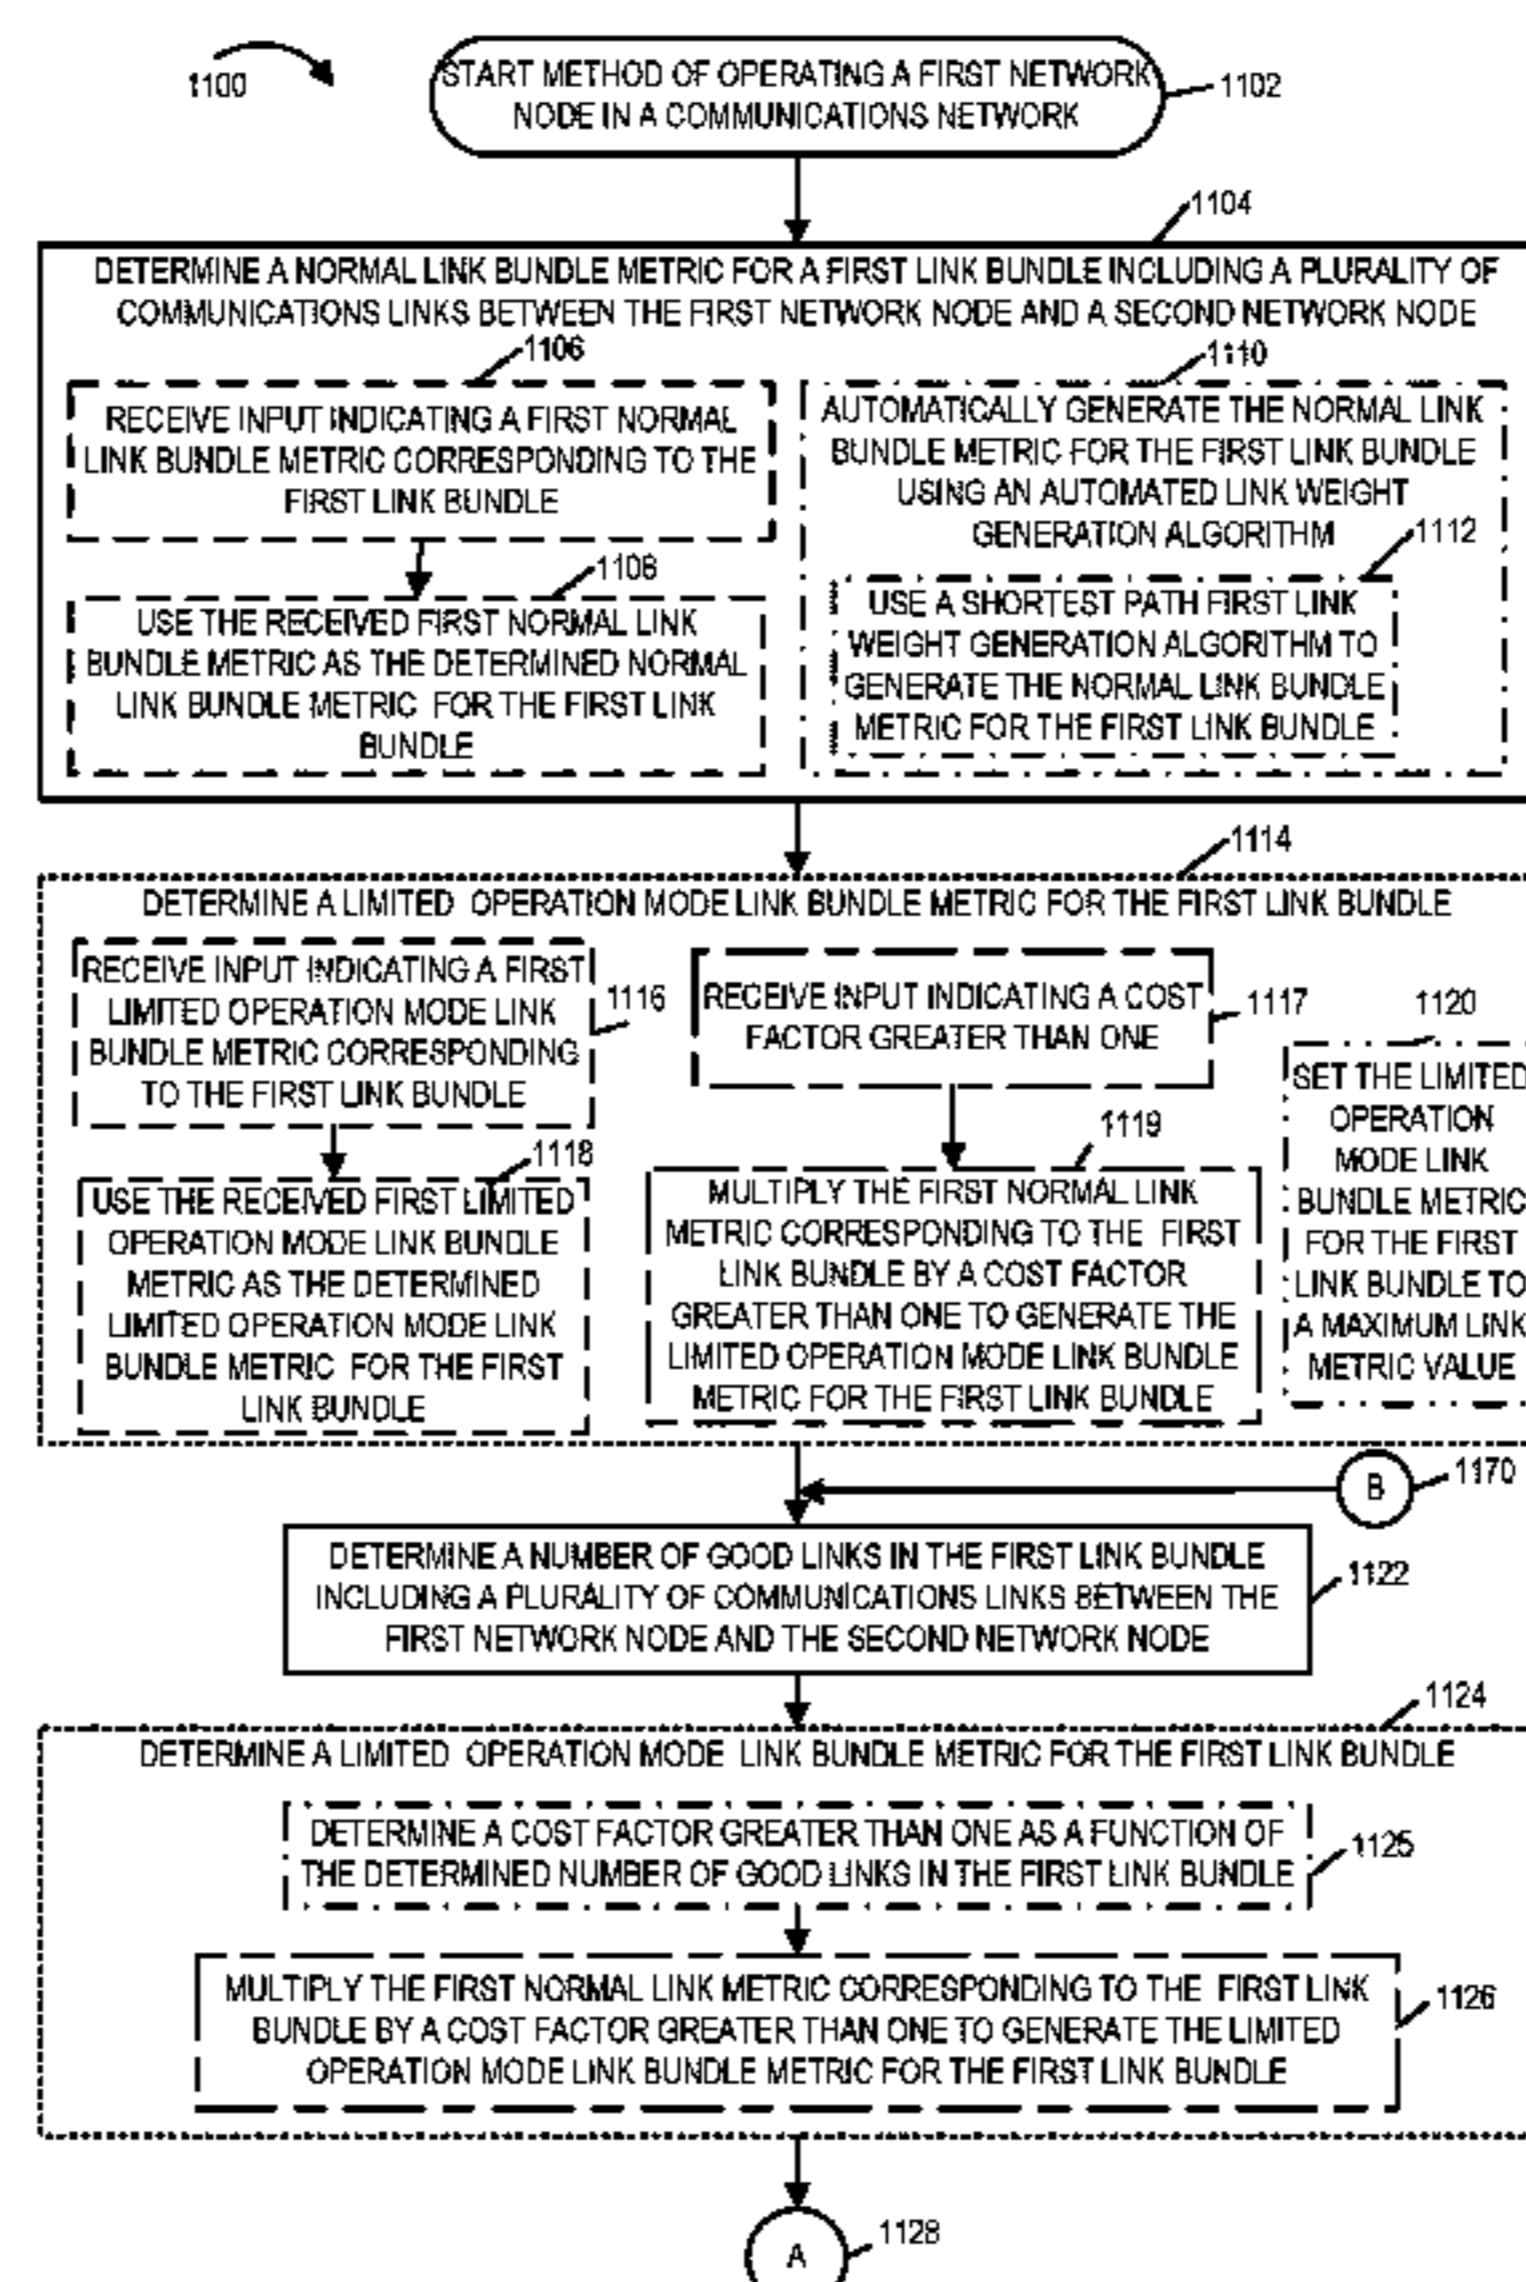 1100
START METHOD OF OPERATING A FIRST NETWORK
NODE IN A COMMUNICATIONS NETWORK
1102
1104
DETERMINE A NORMAL LINK BUNDLE METRIC FOR A FIRST LINK BUNDLE INCLUDING A PLURALITY OF
COMMUNICATIONS LINKS BETWEEN THE FIRST NETWORK NODE AND A SECOND NETWORK NODE
1106
RECEIVE INPUT INDICATING A FIRST NORMAL
LINK BUNDLE METRIC CORRESPONDING TO THE
FIRST LINK BUNDLE
1108
USE THE RECEIVED FIRST NORMAL LINK
BUNDLE METRIC AS THE DETERMINED NORMAL
LINK BUNDLE METRIC FOR THE FIRST LINK
BUNDLE
1110
AUTOMATICALLY GENERATE THE NORMAL LINK
BUNDLE METRIC FOR THE FIRST LINK BUNDLE
USING AN AUTOMATED LINK WEIGHT
GENERATION ALGORITHM
1112
USE A SHORTEST PATH FIRST LINK
WEIGHT GENERATION ALGORITHM TO
GENERATE THE NORMAL LINK BUNDLE
METRIC FOR THE FIRST LINK BUNDLE
1114
DETERMINE A LIMITED OPERATION MODE LINK BUNDLE METRIC FOR THE FIRST LINK BUNDLE
RECEIVE INPUT INDICATING A FIRST
LIMITED OPERATION MODE LINK
BUNDLE METRIC CORRESPONDING
TO THE FIRST LINK BUNDLE
1116
1118
USE THE RECEIVED FIRST LIMITED
OPERATION MODE LINK BUNDLE
METRIC AS THE DETERMINED
LIMITED OPERATION MODE LINK
BUNDLE METRIC FOR THE FIRST
LINK BUNDLE
RECEIVE INPUT INDICATING A COST
FACTOR GREATER THAN ONE
1117
1119
MULTIPLY THE FIRST NORMAL LINK
METRIC CORRESPONDING TO THE FIRST
LINK BUNDLE BY A COST FACTOR
GREATER THAN ONE TO GENERATE THE
LIMITED OPERATION MODE LINK BUNDLE
METRIC FOR THE FIRST LINK BUNDLE
1120
SET THE LIMITED
OPERATION
MODE LINK
BUNDLE METRIC
FOR THE FIRST
LINK BUNDLE TO
A MAXIMUM LINK
METRIC VALUE
B
1170
DETERMINE A NUMBER OF GOOD LINKS IN THE FIRST LINK BUNDLE
INCLUDING A PLURALITY OF COMMUNICATIONS LINKS BETWEEN THE
FIRST NETWORK NODE AND THE SECOND NETWORK NODE
1122
1124
DETERMINE A LIMITED OPERATION MODE LINK BUNDLE METRIC FOR THE FIRST LINK BUNDLE
DETERMINE A COST FACTOR GREATER THAN ONE AS A FUNCTION OF
THE DETERMINED NUMBER OF GOOD LINKS IN THE FIRST LINK BUNDLE
1125
MULTIPLY THE FIRST NORMAL LINK METRIC CORRESPONDING TO THE FIRST LINK
BUNDLE BY A COST FACTOR GREATER THAN ONE TO GENERATE THE LIMITED
OPERATION MODE LINK BUNDLE METRIC FOR THE FIRST LINK BUNDLE
1126
A
1128